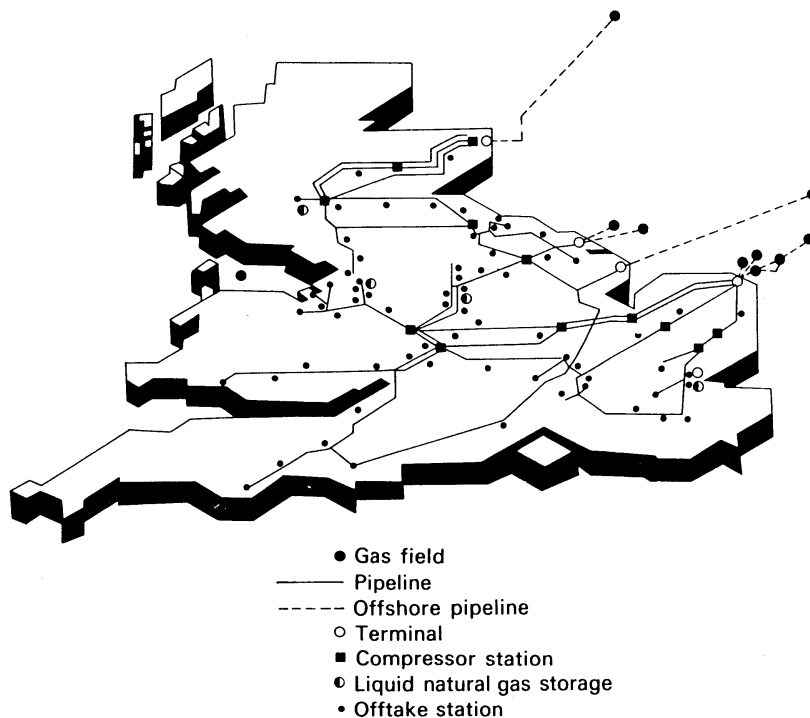 Gas field
Pipeline
Offshore pipeline
Terminal
Compressor station
Liquid natural gas storage
Offtake station